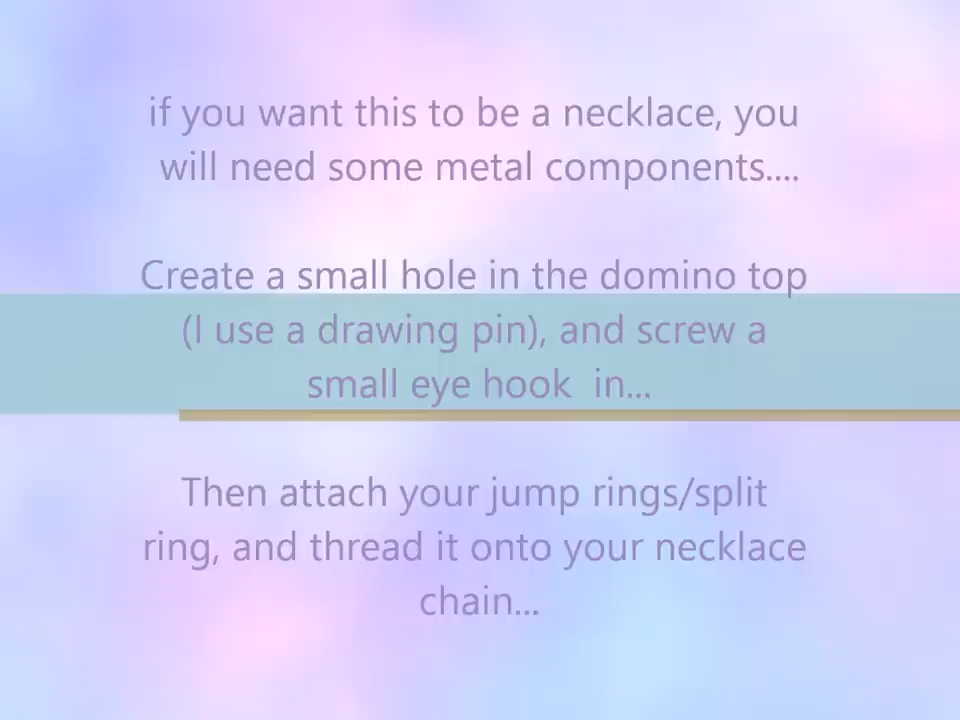 if you want this to be a necklace, you
will need some metal components....
Create a small hole in the domino top
(I use a drawing pin), and screw a
small eye hook  in...
Then attach your jump rings/split
ring, and thread it onto your necklace
chain...